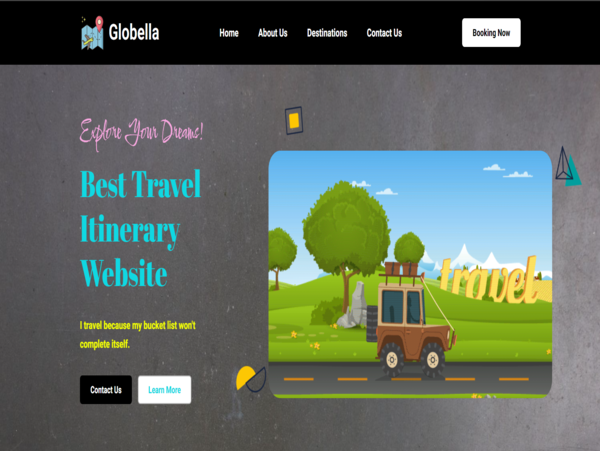 Globella
Home About Us Destinations Contact Us
Booking Now
Explore Your Dreams!
Best Travel
Itinerary
Website
travel
I travel because my bucket list won't
complete itself.
Contact Us Learn More